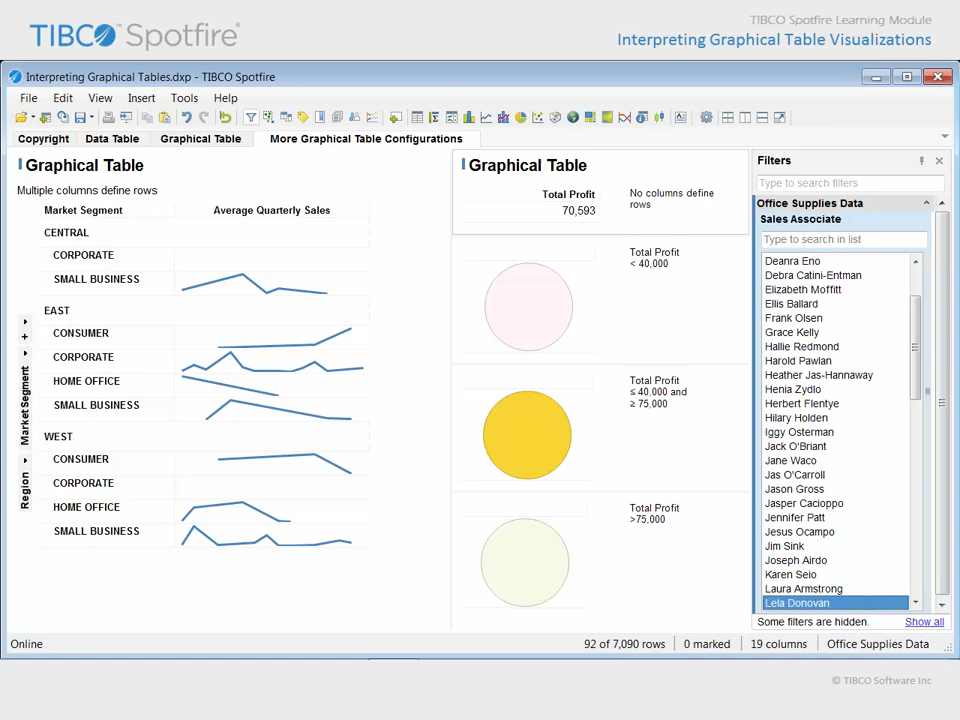 TIBCO Spotfire®
TIBCO Spotfire Learning Module
Interpreting Graphical Table Visualizations
Interpreting Graphical Tables.dxp - TIBCO Spotfire
File Edit View Insert Tools Help
Copyright Data Table Graphical Table More Graphical Table Configurations
Graphical Table
Multiple columns define rows
Market Segment Average Quarterly Sales
CENTRAL
CORPORATE
SMALL BUSINESS
EAST
CONSUMER
CORPORATE
HOME OFFICE
SMALL BUSINESS
WEST
CONSUMER
CORPORATE
HOME OFFICE
SMALL BUSINESS
+
Market Segment
Region
Graphical Table
Total Profit
70,593
No columns define
rows
Total Profit
< 40,000
Total Profit
≤ 40,000 and
≥ 75,000
Total Profit
>75,000
Filters
Type to search filters
Office Supplies Data
Sales Associate
Type to search in list
Deanra Eno
Debra Catini-Entman
Elizabeth Moffitt
Ellis Ballard
Frank Olsen
Grace Kelly
Hallie Redmond
Harold Pawlan
Heather Jas-Hannaway
Henia Zydlo
Herbert Flentye
Hilary Holden
Iggy Osterman
Jack O'Briant
Jane Waco
Jas O'Carroll
Jason Gross
Jasper Cacioppo
Jennifer Patt
Jesus Ocampo
Jim Sink
Joseph Airdo
Karen Seio
Laura Armstrong
Lela Donovan
Some filters are hidden. Show all
Online 92 of 7,090 rows 0 marked 19 columns Office Supplies Data
© TIBCO Software Inc